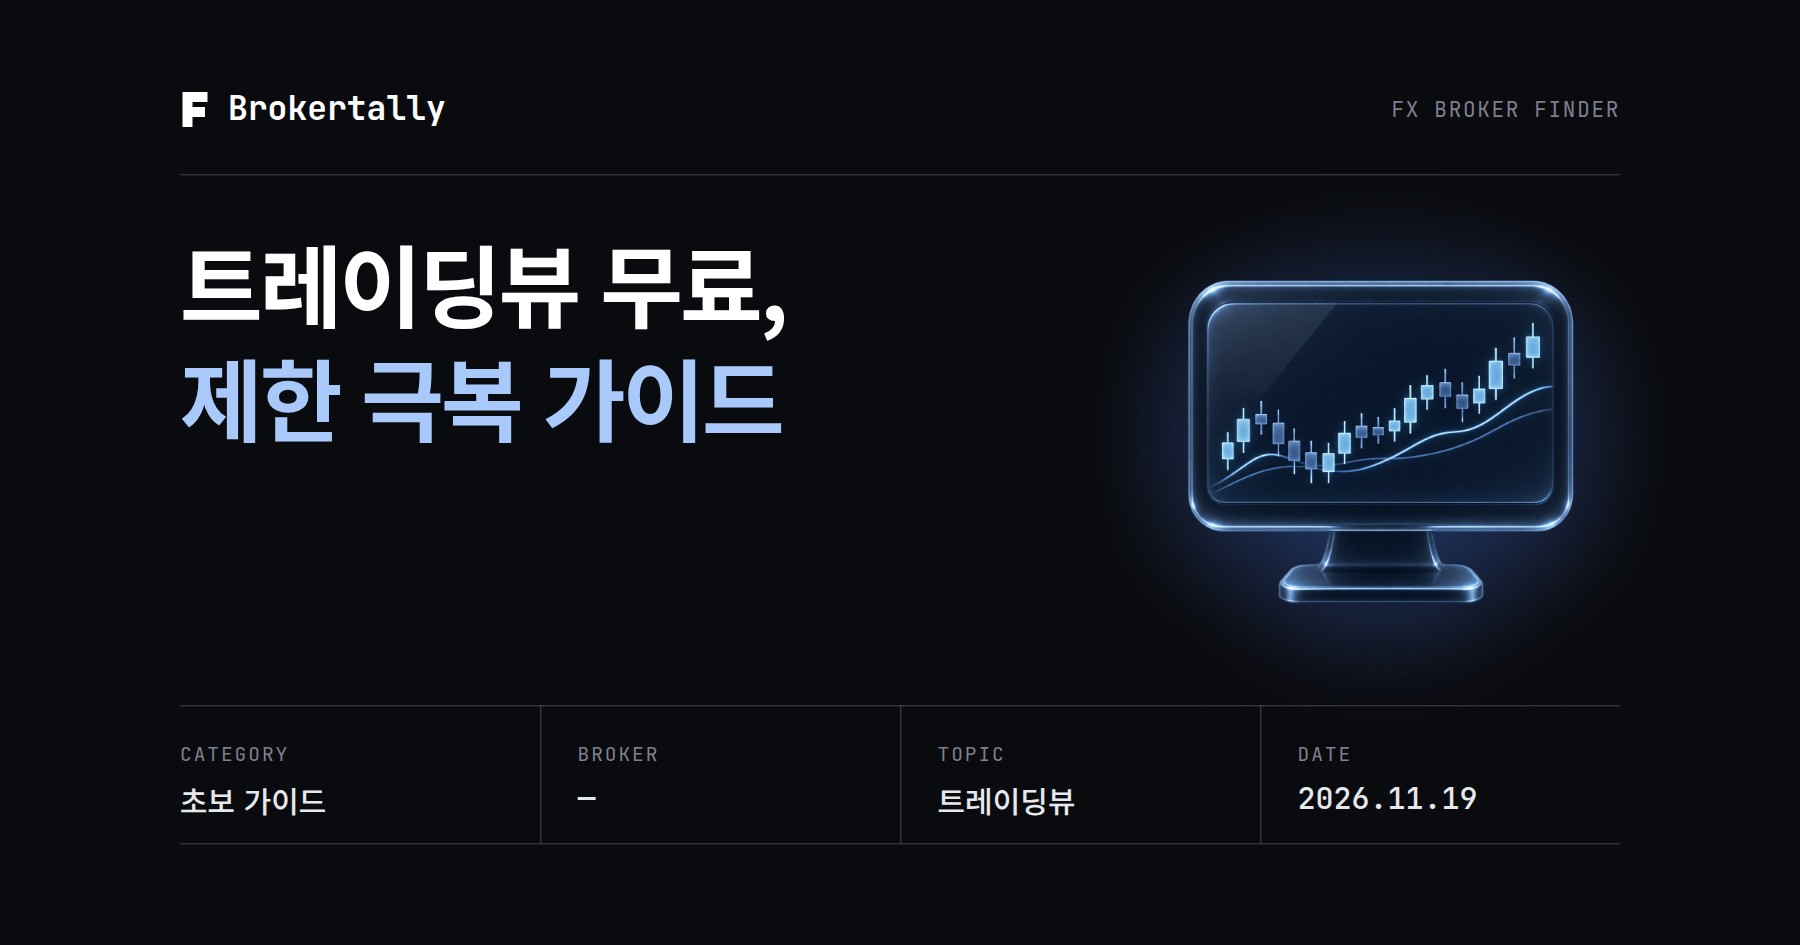 Brokertally
FX BROKER FINDER
트레이딩뷰 무료,
제한 극복 가이드
CATEGORY
초보 가이드
BROKER
—
TOPIC
트레이딩뷰
DATE
2026.11.19